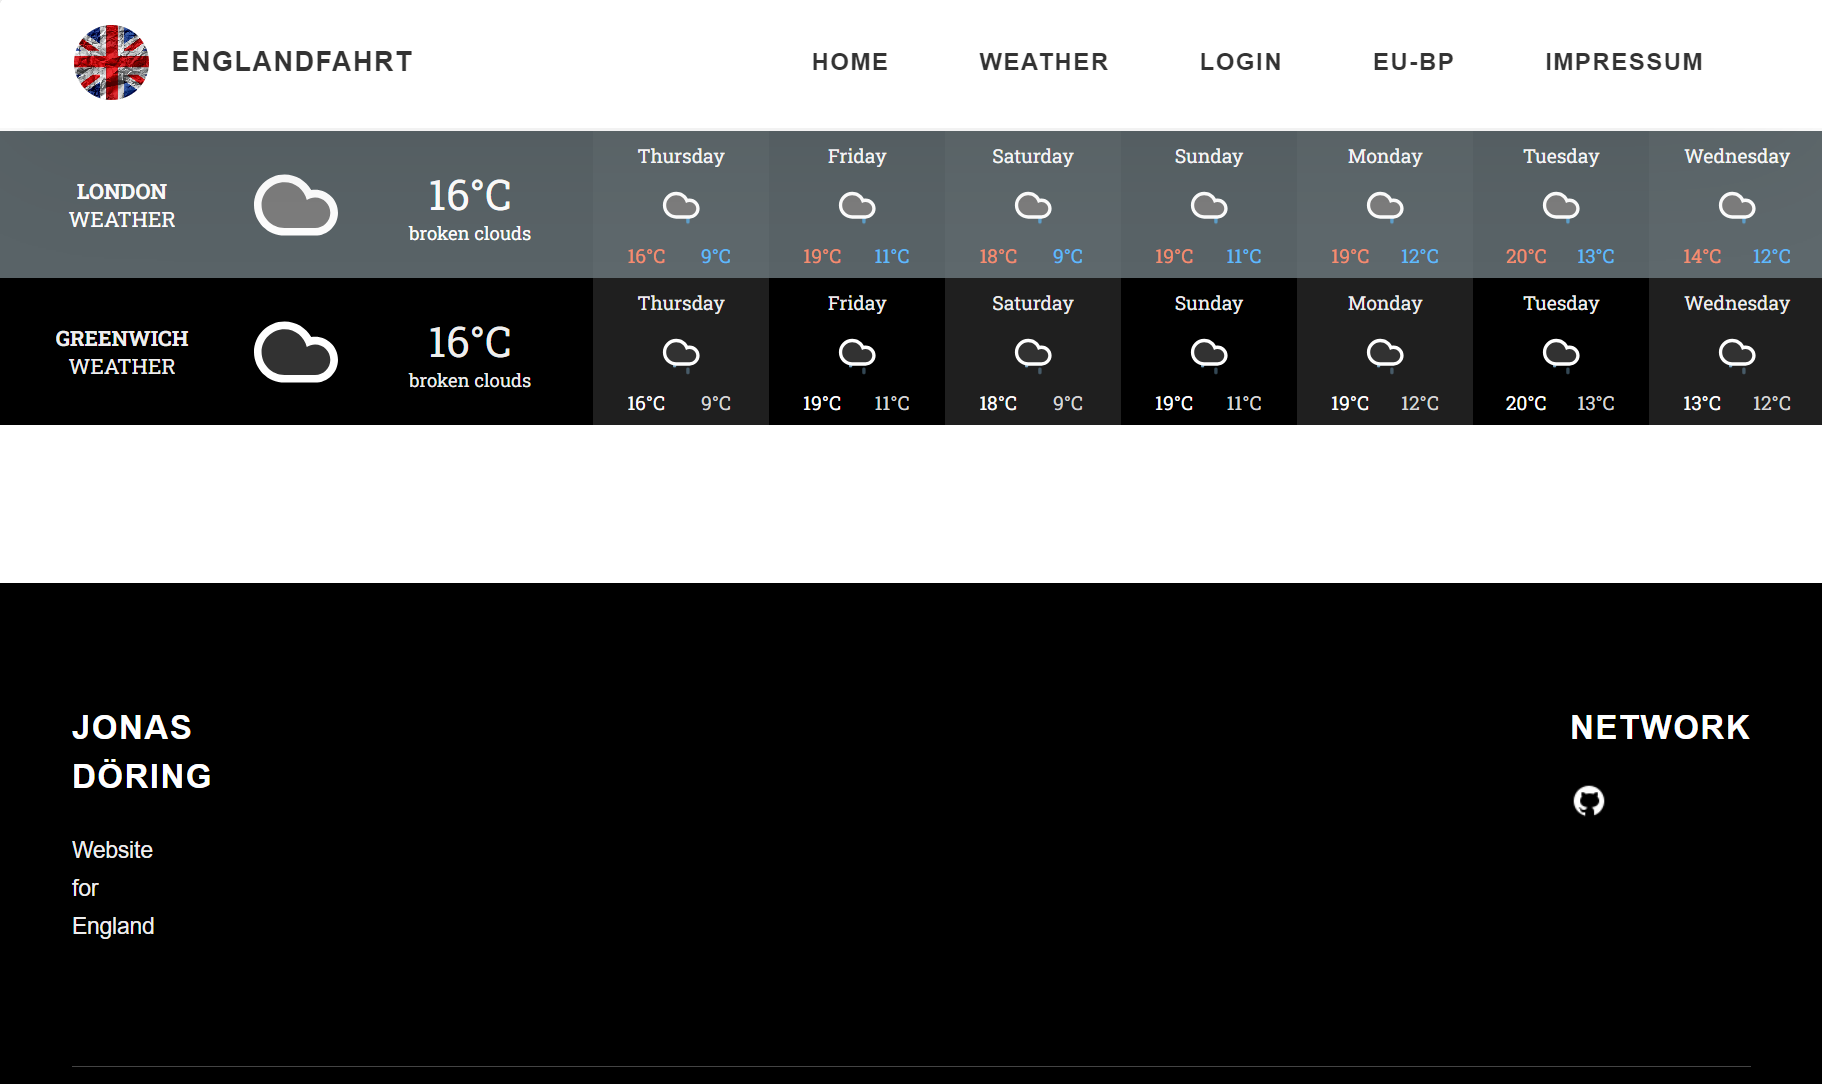 ENGLANDFAHRT
HOME WEATHER LOGIN EU-BP IMPRESSUM
LONDON
WEATHER
16°C
broken clouds
Thursday Friday Saturday Sunday Monday Tuesday Wednesday
16°C 9°C 19°C 11°C 18°C 9°C 19°C 11°C 19°C 12°C 20°C 13°C 14°C 12°C
GREENWICH
WEATHER
16°C
broken clouds
Thursday Friday Saturday Sunday Monday Tuesday Wednesday
16°C 9°C 19°C 11°C 18°C 9°C 19°C 11°C 19°C 12°C 20°C 13°C 13°C 12°C
JONAS
DÖRING
Website
for
England
NETWORK